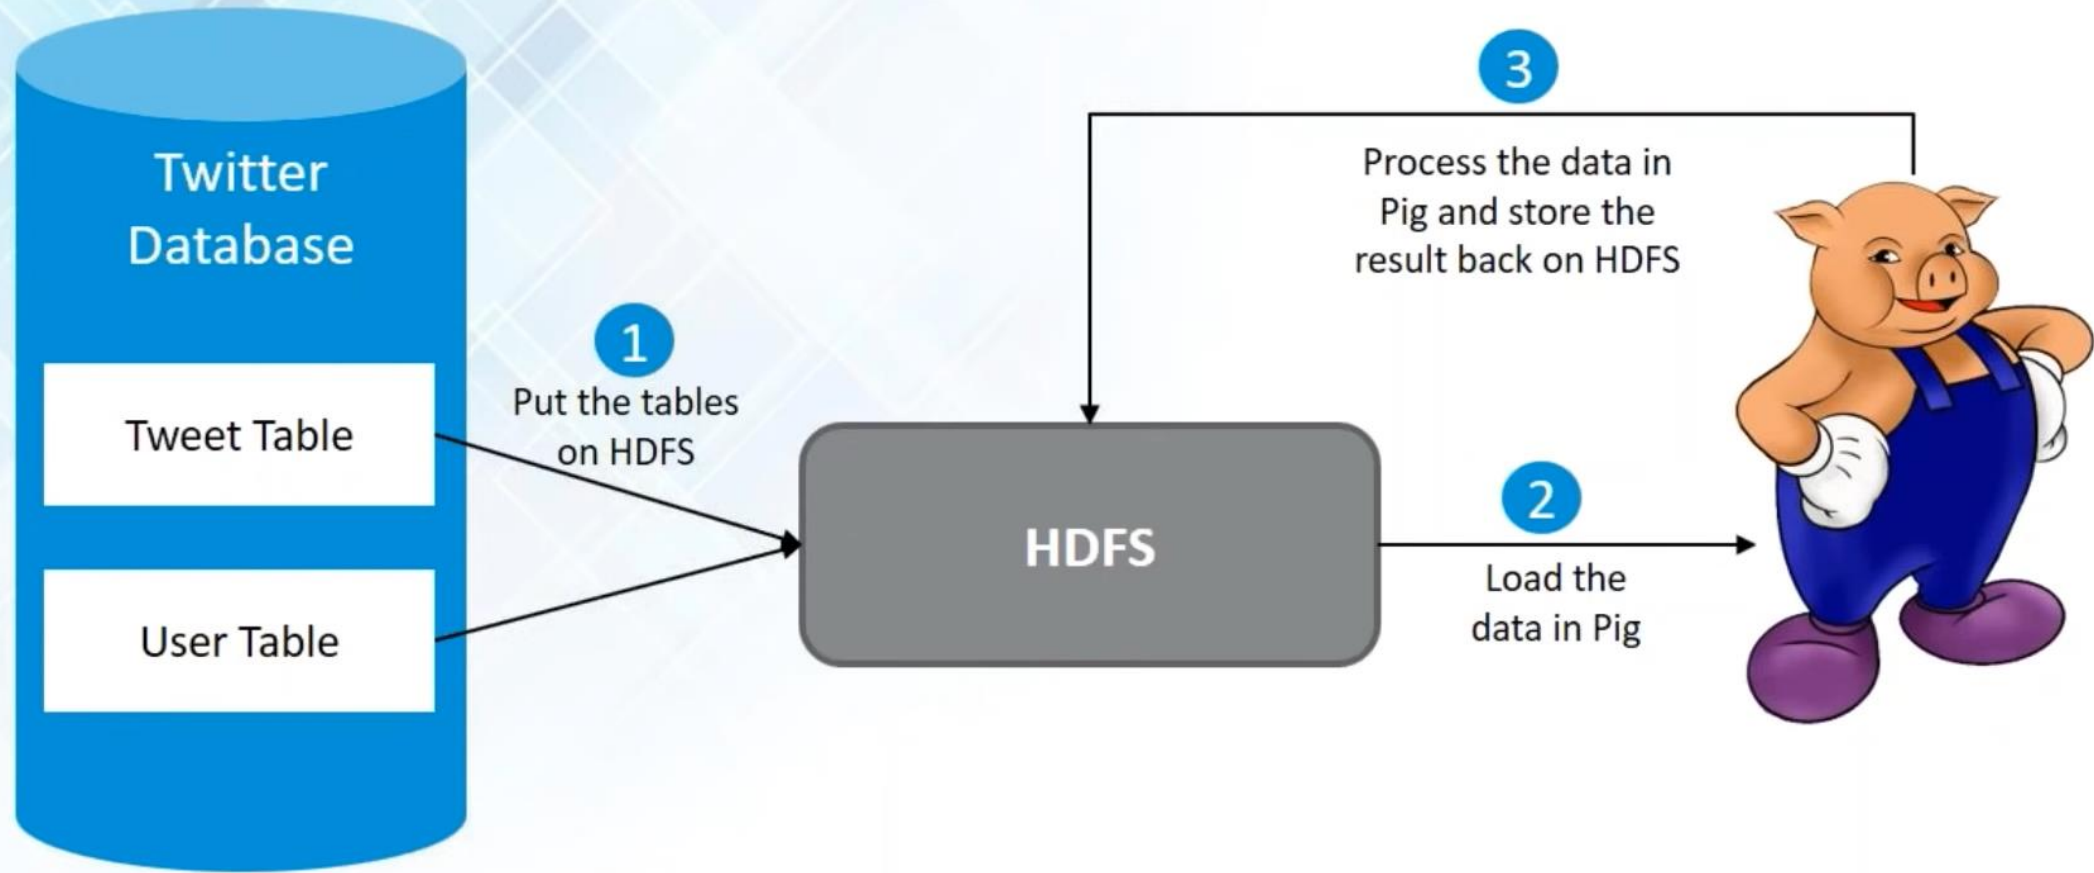 Twitter
Database
Tweet Table
User Table
1
Put the tables
on HDFS
HDFS
2
Load the
data in Pig
3
Process the data in
Pig and store the
result back on HDFS